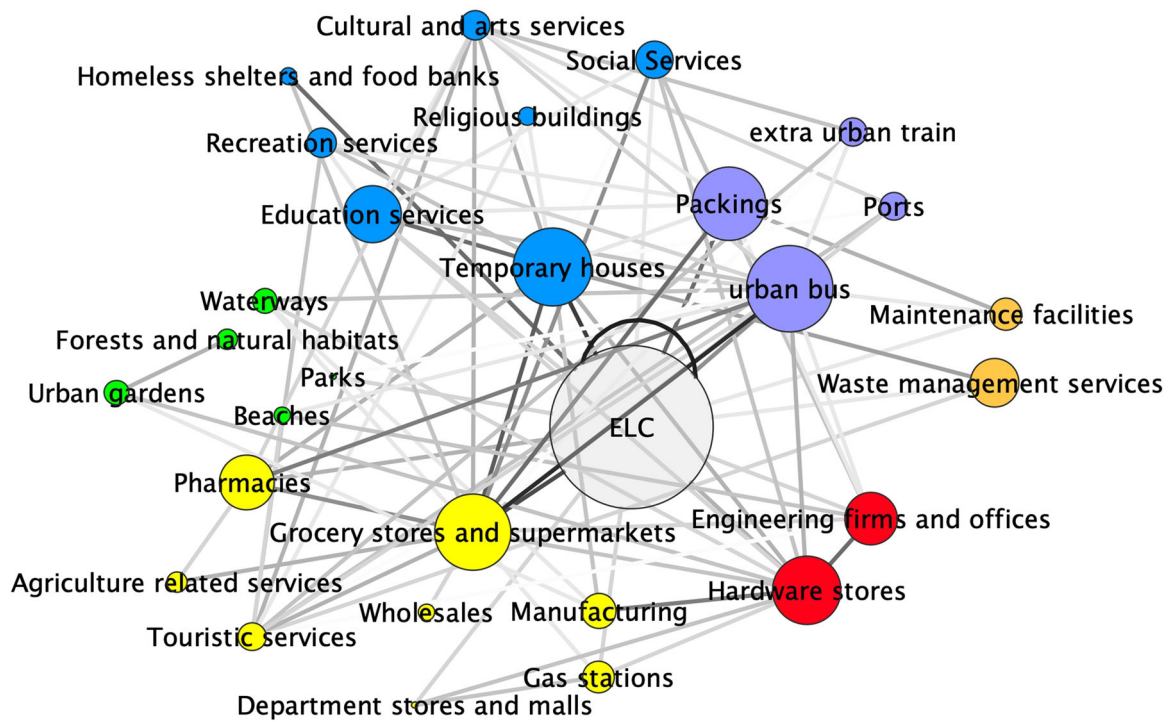 Cultural and arts services
Social Services
Homeless shelters and food banks
Religious buildings
extra urban train
Recreation services
Packings
Ports
Education services
Temporary houses
urban bus
Waterways
Maintenance facilities
Forests and natural habitats
Parks
Waste management services
Urban gardens
Beaches
ELC
Pharmacies
Engineering firms and offices
Grocery stores and supermarkets
Agriculture related services
Hardware stores
Wholesales
Manufacturing
Touristic services
Gas stations
Department stores and malls